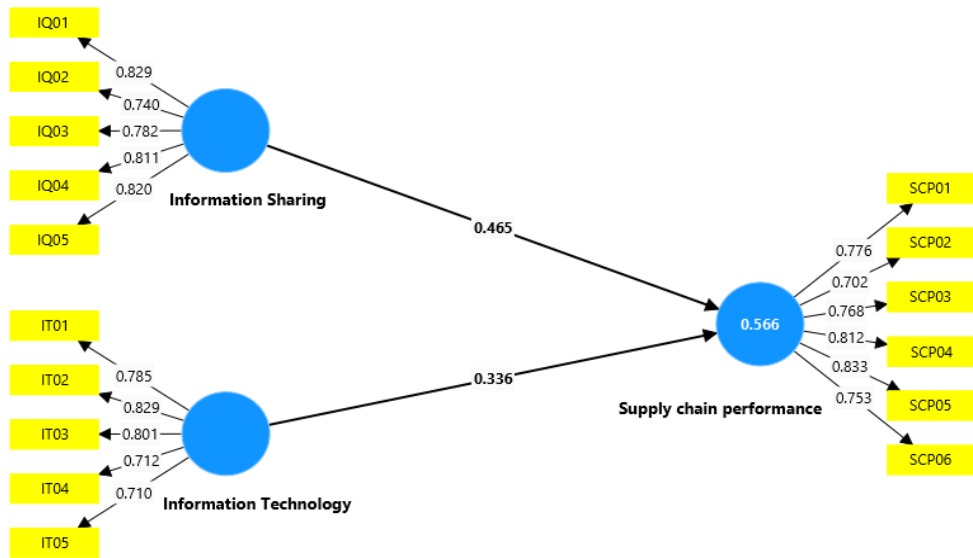 IQ01
0.829
IQ02
0.740
IQ03
0.782
IQ04
0.811
IQ05
0.820
Information Sharing
0.465
IT01
0.785
IT02
0.829
IT03
0.801
IT04
0.712
IT05
0.710
Information Technology
0.336
0.566
Supply chain performance
SCP01
0.776
SCP02
0.702
SCP03
0.768
SCP04
0.812
SCP05
0.833
SCP06
0.753